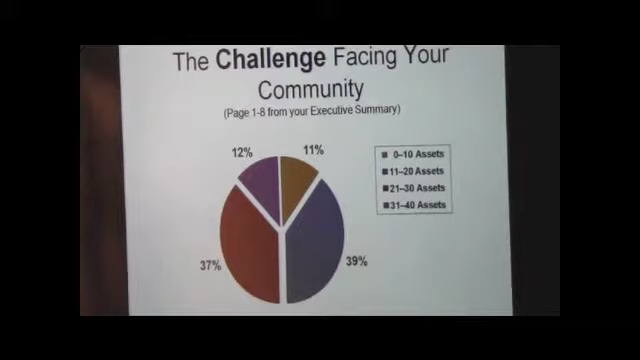 The Challenge Facing Your
Community
(Page 1-8 from your Executive Summary)
12%
11%
0–10 Assets
11–20 Assets
21–30 Assets
31–40 Assets
37%
39%